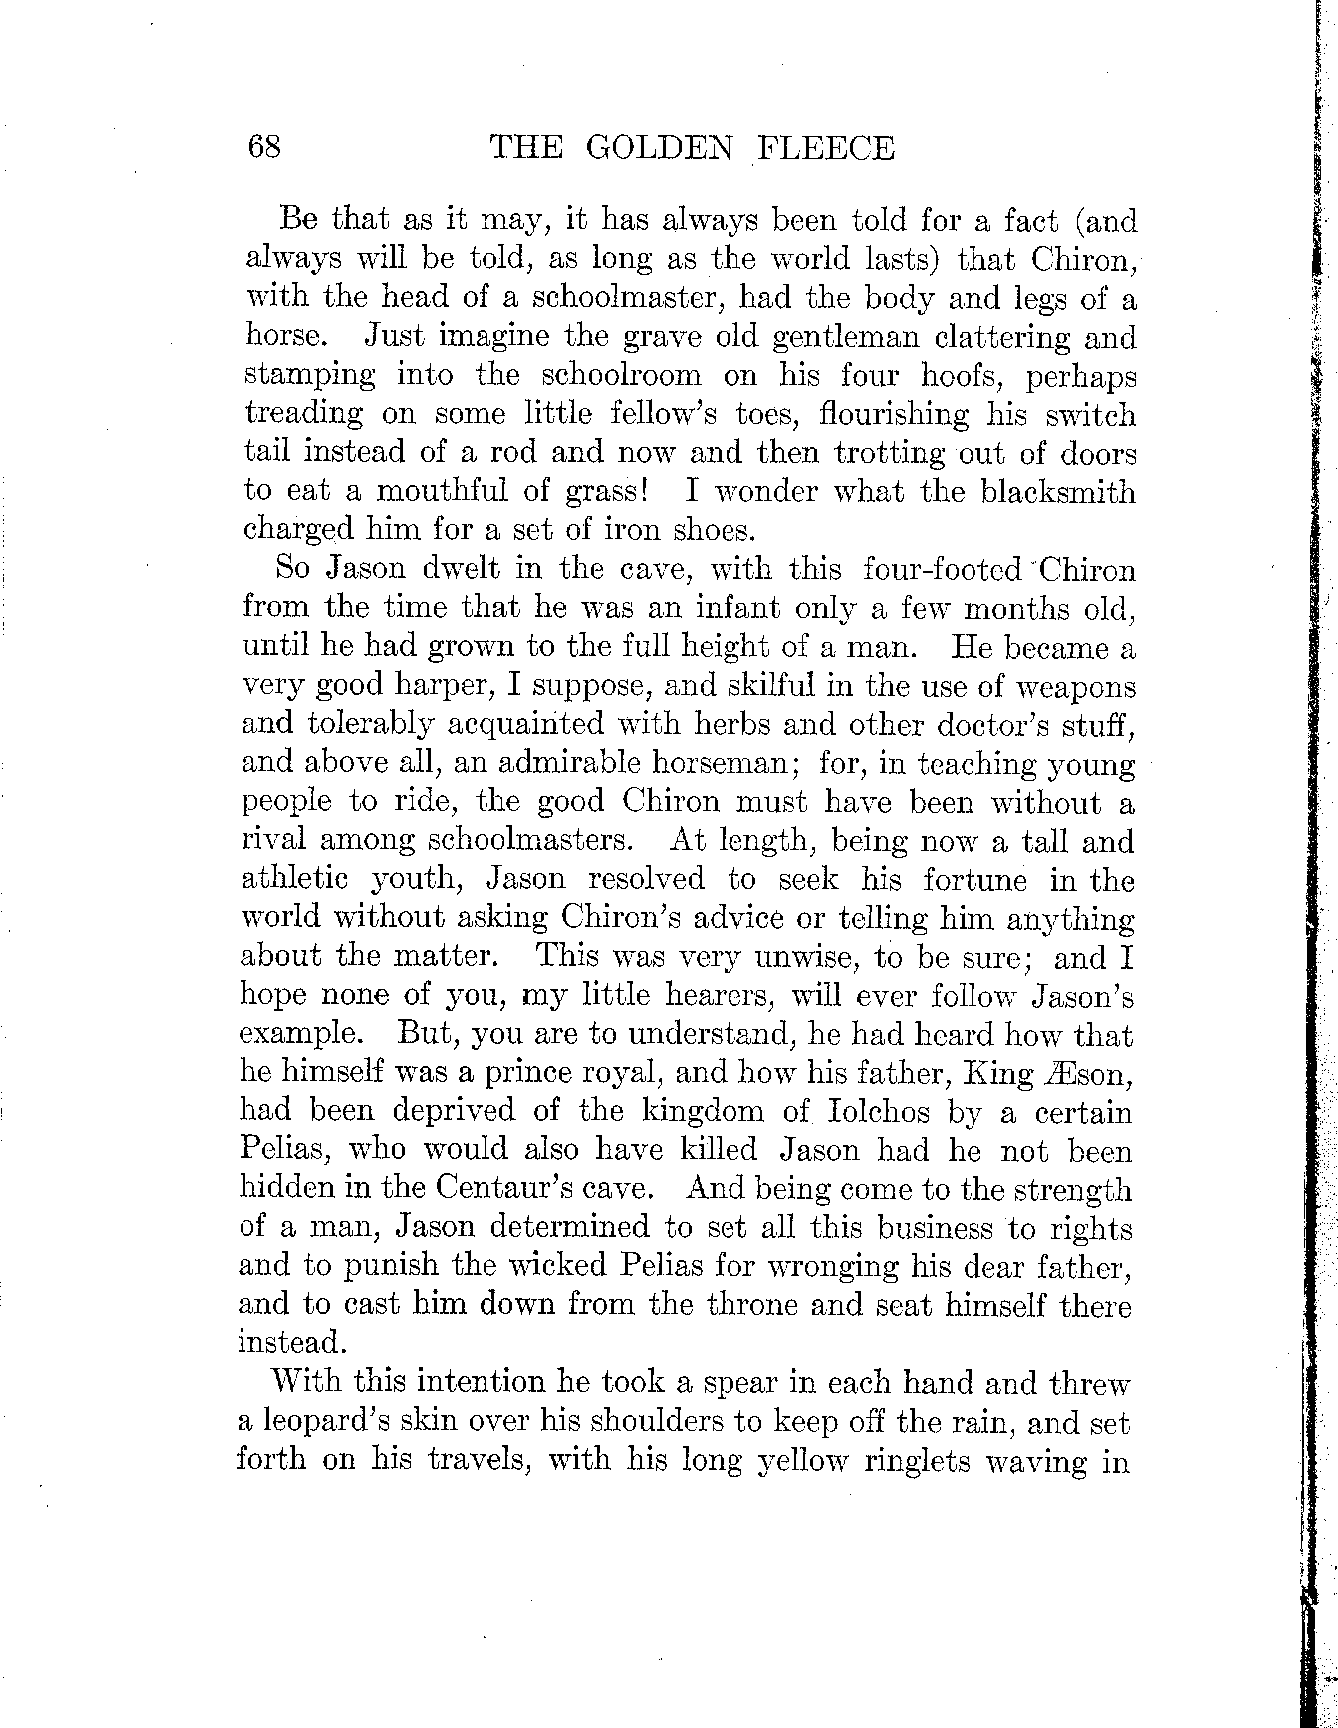 68 THE GOLDEN FLEECE
Be that as it may, it has always been told for a fact (and
always will be told, as long as the world lasts) that Chiron,
with the head of a schoolmaster, had the body and legs of a
horse. Just imagine the grave old gentleman clattering and
stamping into the schoolroom on his four hoofs, perhaps
treading on some little fellow's toes, flourishing his switch
tail instead of a rod and now and then trotting out of doors
to eat a mouthful of grass! I wonder what the blacksmith
charged him for a set of iron shoes.
So Jason dwelt in the cave, with this four-footed Chiron
from the time that he was an infant only a few months old,
until he had grown to the full height of a man. He became a
very good harper, I suppose, and skilful in the use of weapons
and tolerably acquainted with herbs and other doctor's stuff,
and above all, an admirable horseman; for, in teaching young
people to ride, the good Chiron must have been without a
rival among schoolmasters. At length, being now a tall and
athletic youth, Jason resolved to seek his fortune in the
world without asking Chiron's advice or telling him anything
about the matter. This was very unwise, to be sure; and I
hope none of you, my little hearers, will ever follow Jason's
example. But, you are to understand, he had heard how that
he himself was a prince royal, and how his father, King Æson,
had been deprived of the kingdom of Iolchos by a certain
Pelias, who would also have killed Jason had he not been
hidden in the Centaur's cave. And being come to the strength
of a man, Jason determined to set all this business to rights
and to punish the wicked Pelias for wronging his dear father,
and to cast him down from the throne and seat himself there
instead.
With this intention he took a spear in each hand and threw
a leopard's skin over his shoulders to keep off the rain, and set
forth on his travels, with his long yellow ringlets waving in